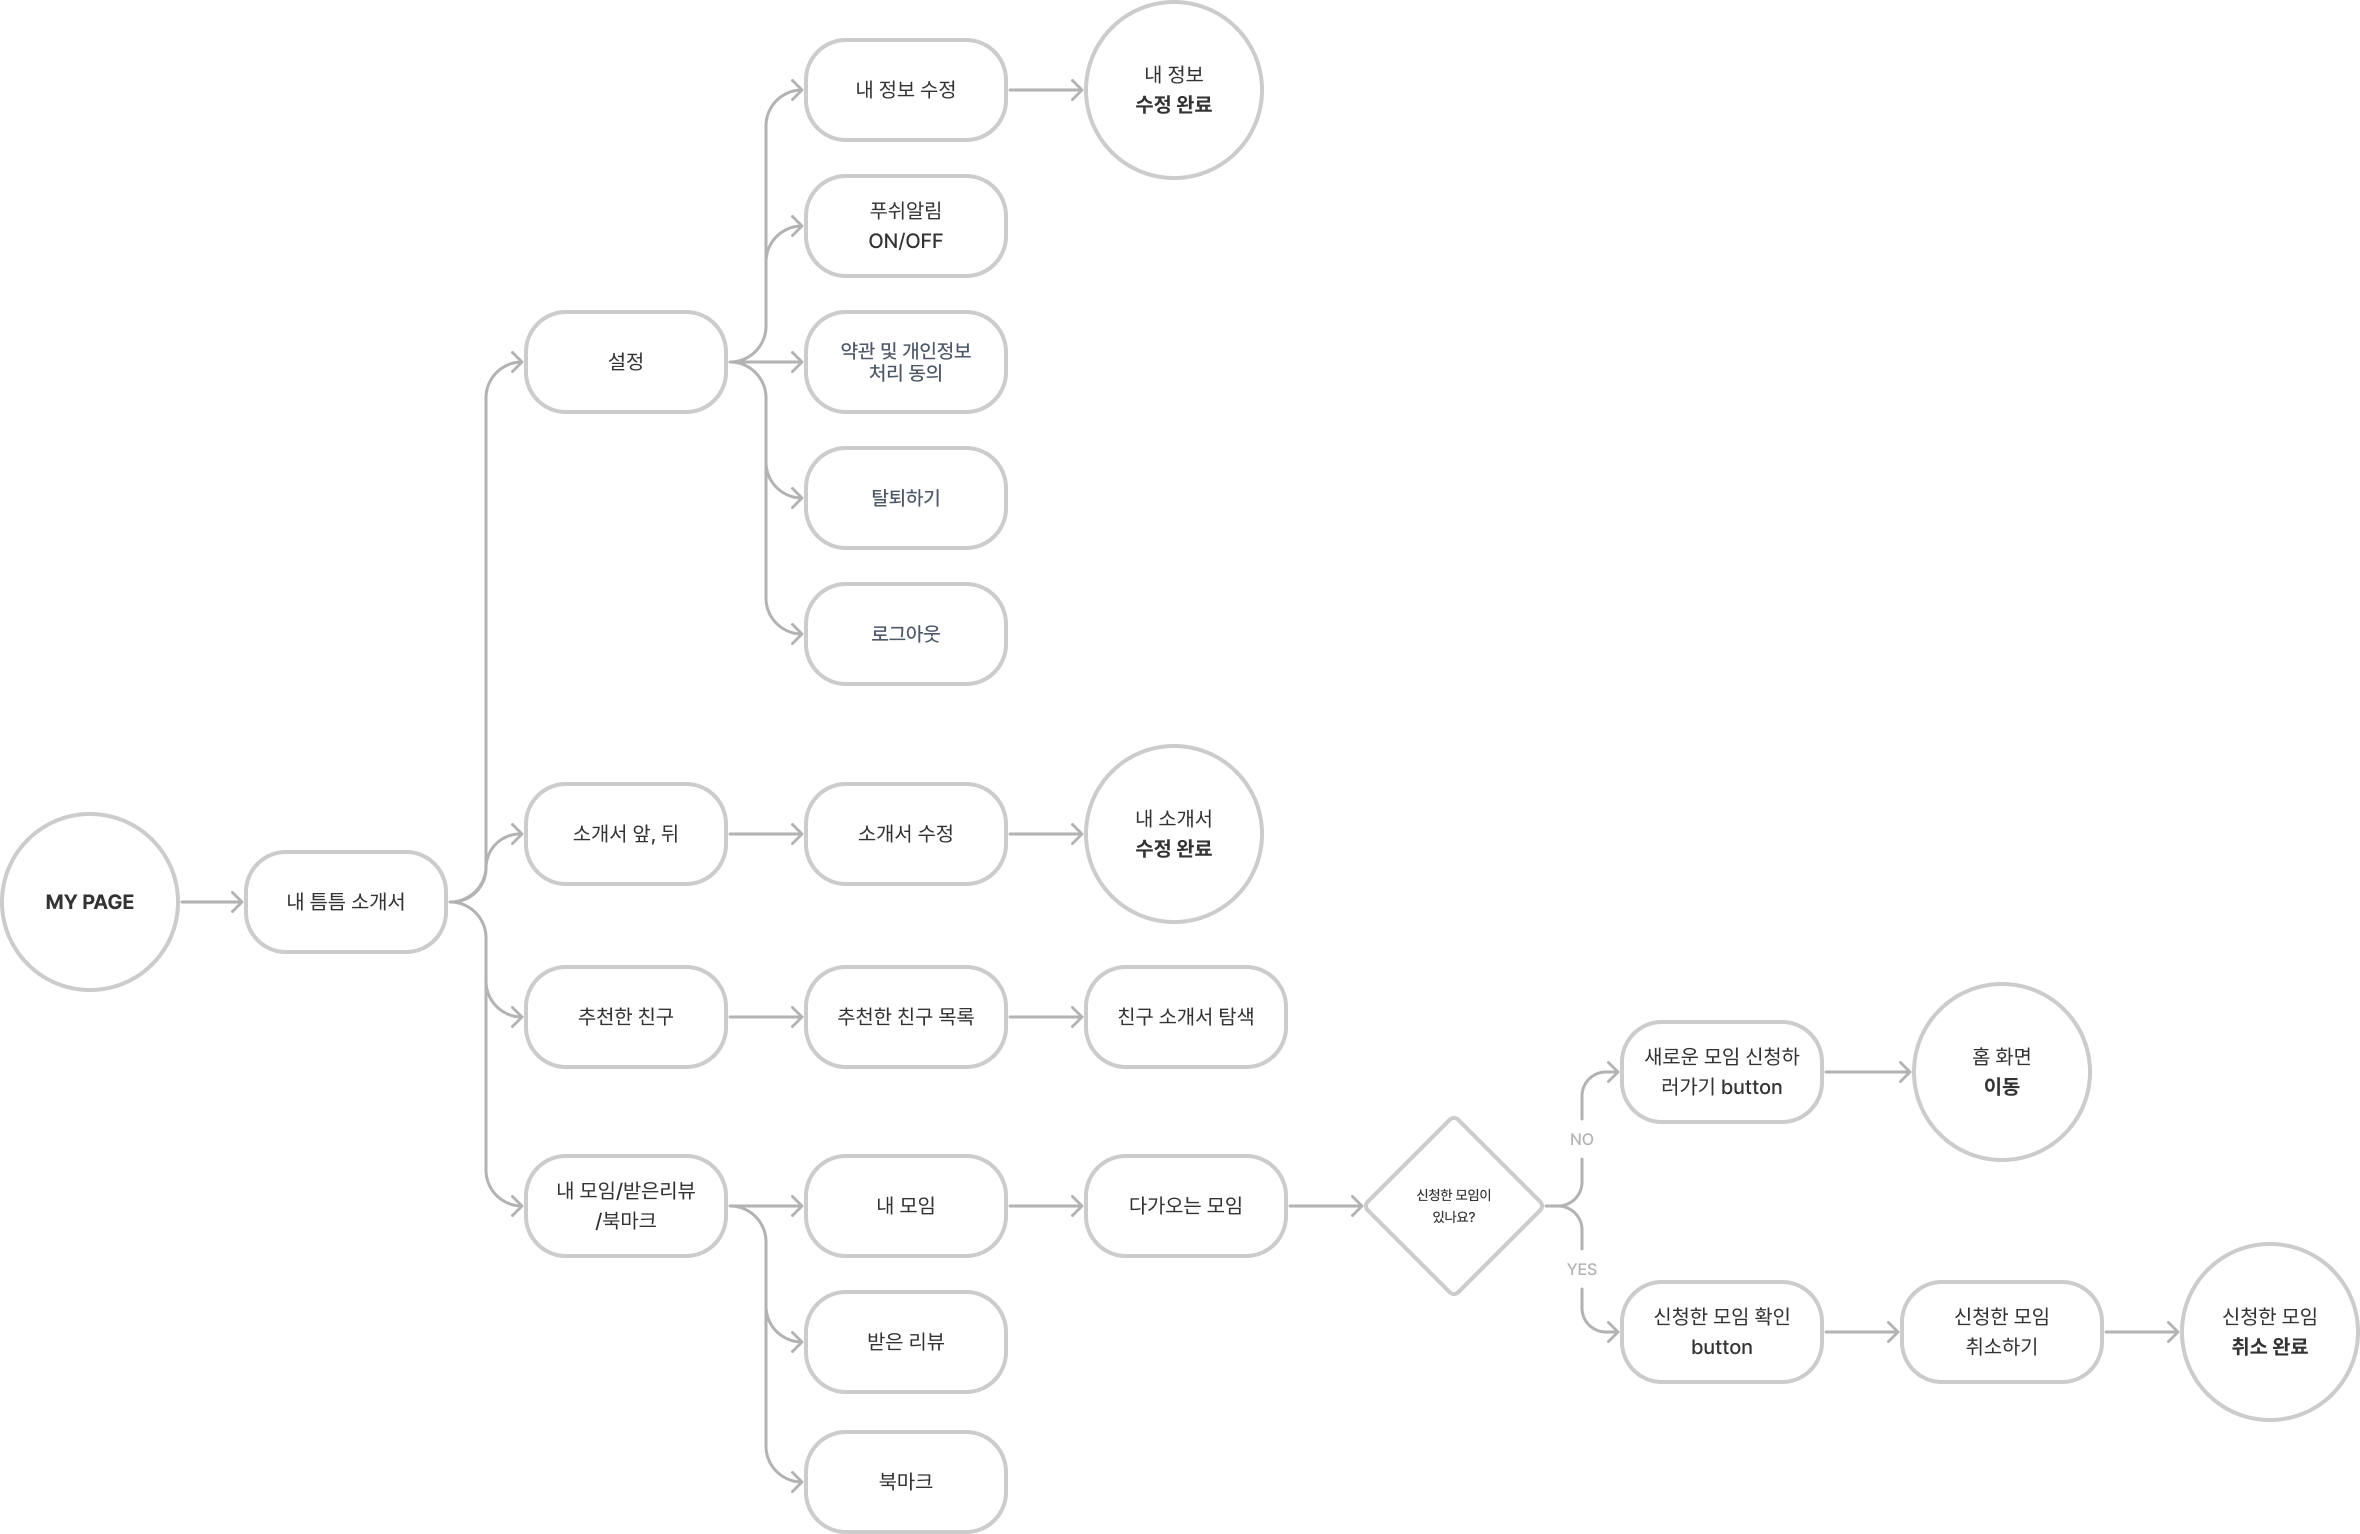 내 정보 수정
내 정보
수정 완료
푸쉬알림
ON/OFF
설정
약관 및 개인정보
처리 동의
탈퇴하기
로그아웃
MY PAGE
내 틈틈 소개서
소개서 앞, 뒤
소개서 수정
내 소개서
수정 완료
추천한 친구
추천한 친구 목록
친구 소개서 탐색
내 모임/받은리뷰
/북마크
내 모임
다가오는 모임
신청한 모임이
있나요?
NO
새로운 모임 신청하
러가기 button
홈 화면
이동
YES
신청한 모임 확인
button
신청한 모임
취소하기
신청한 모임
취소 완료
받은 리뷰
북마크